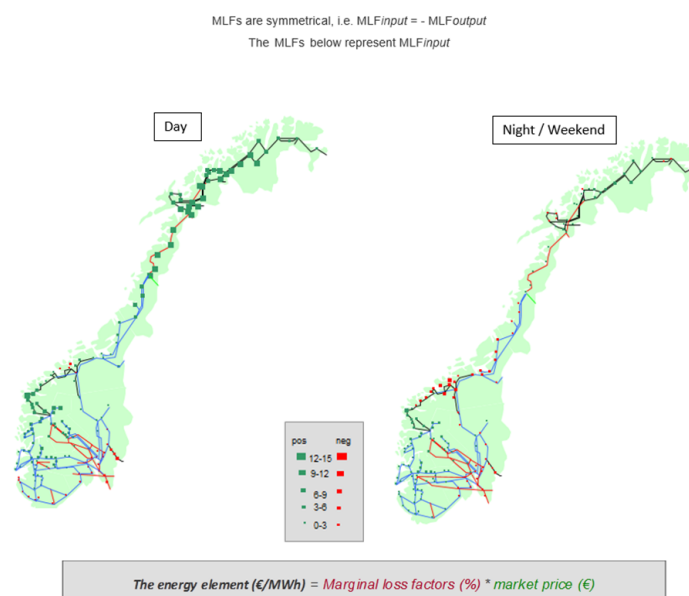 MLFs are symmetrical, i.e. MLFinput = - MLFoutput
The MLFs below represent MLFinput
Day
Night / Weekend
pos neg
12-15
9-12
6-9
3-6
0-3
The energy element (€/MWh) = Marginal loss factors (%) * market price (€)